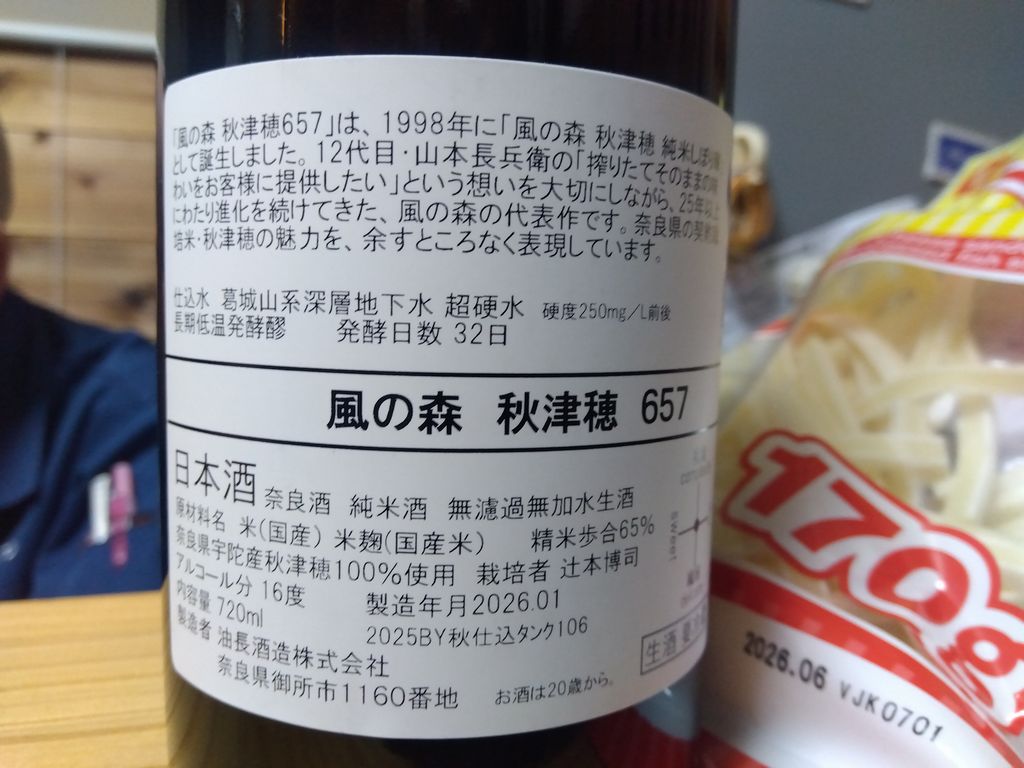 「風の森 秋津穂657」は、1998年に「風の森 秋津穂 純米しぼり華」
として誕生しました。12代目・山本長兵衛の「搾りたてそのままの
わいをお客様に提供したい」という想いを大切にしながら、25年以上
にわたり進化を続けてきた、風の森の代表作です。奈良県の契約
培米・秋津穂の魅力を、余すところなく表現しています。
仕込水 葛城山系深層地下水 超硬水 硬度250mg/L前後
長期低温発酵醪 発酵日数 32日
風の森 秋津穂 657
日本酒 奈良酒 純米酒 無濾過無加水生酒
原材料名 米(国産) 米麹(国産米) 精米歩合65%
奈良県宇陀産秋津穂100%使用 栽培者 辻本博司
アルコール分 16度 製造年月2026.01
内容量 720ml 2025BY秋仕込タンク106
製造者 油長酒造株式会社
奈良県御所市1160番地 お酒は20歳から。
sweet
生酒
170g
2026.06 VJK0701